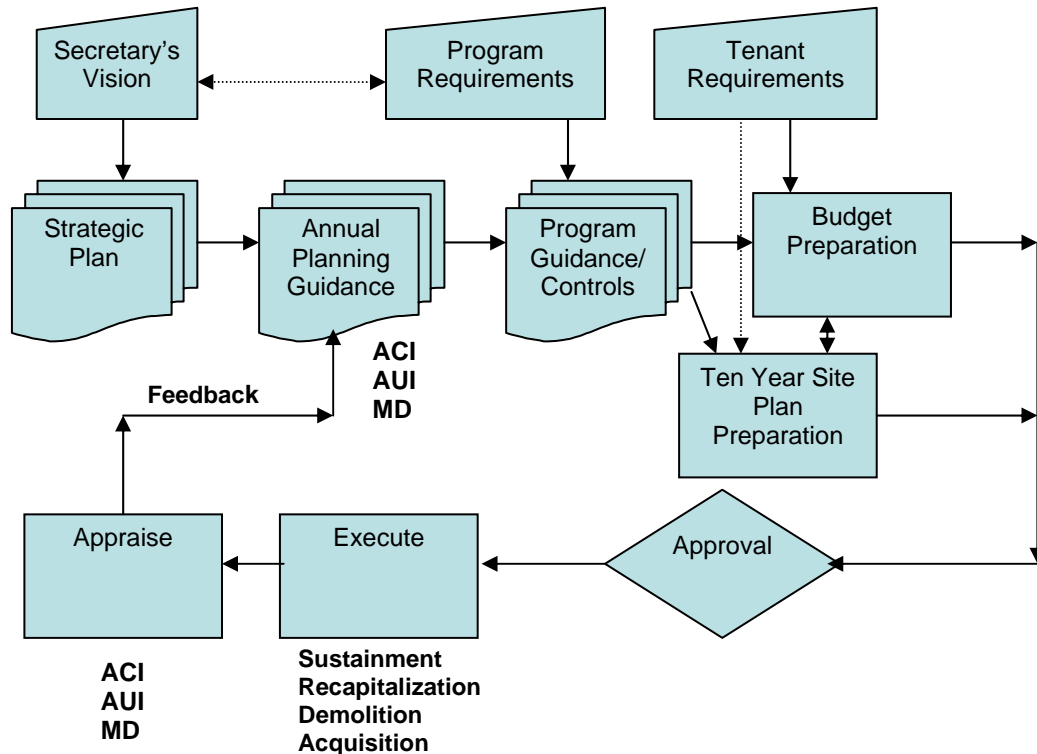 Secretary’s
Vision
Program
Requirements
Tenant
Requirements
Strategic
Plan
Annual
Planning
Guidance
Program
Guidance/
Controls
Budget
Preparation
ACI
AUI
MD
Feedback
Ten Year Site
Plan
Preparation
Appraise
Execute
Approval
ACI
AUI
MD
Sustainment
Recapitalization
Demolition
Acquisition